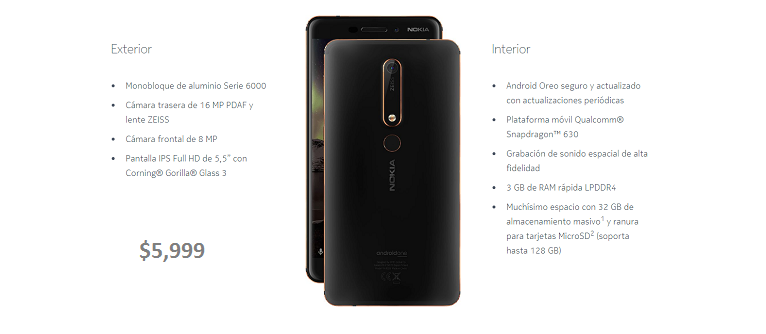 Exterior
• Monobloque de aluminio Serie 6000
• Cámara trasera de 16 MP PDAF y
lente ZEISS
• Cámara frontal de 8 MP
• Pantalla IPS Full HD de 5,5" con
Corning® Gorilla® Glass 3
$5,999
NOKIA
ZEISS
NOKIA
androidone
Interior
• Android Oreo seguro y actualizado
con actualizaciones periódicas
• Plataforma móvil Qualcomm®
Snapdragon™ 630
• Grabación de sonido espacial de alta
fidelidad
• 3 GB de RAM rápida LPDDR4
• Muchísimo espacio con 32 GB de
almacenamiento masivo¹ y ranura
para tarjetas MicroSD² (soporta
hasta 128 GB)